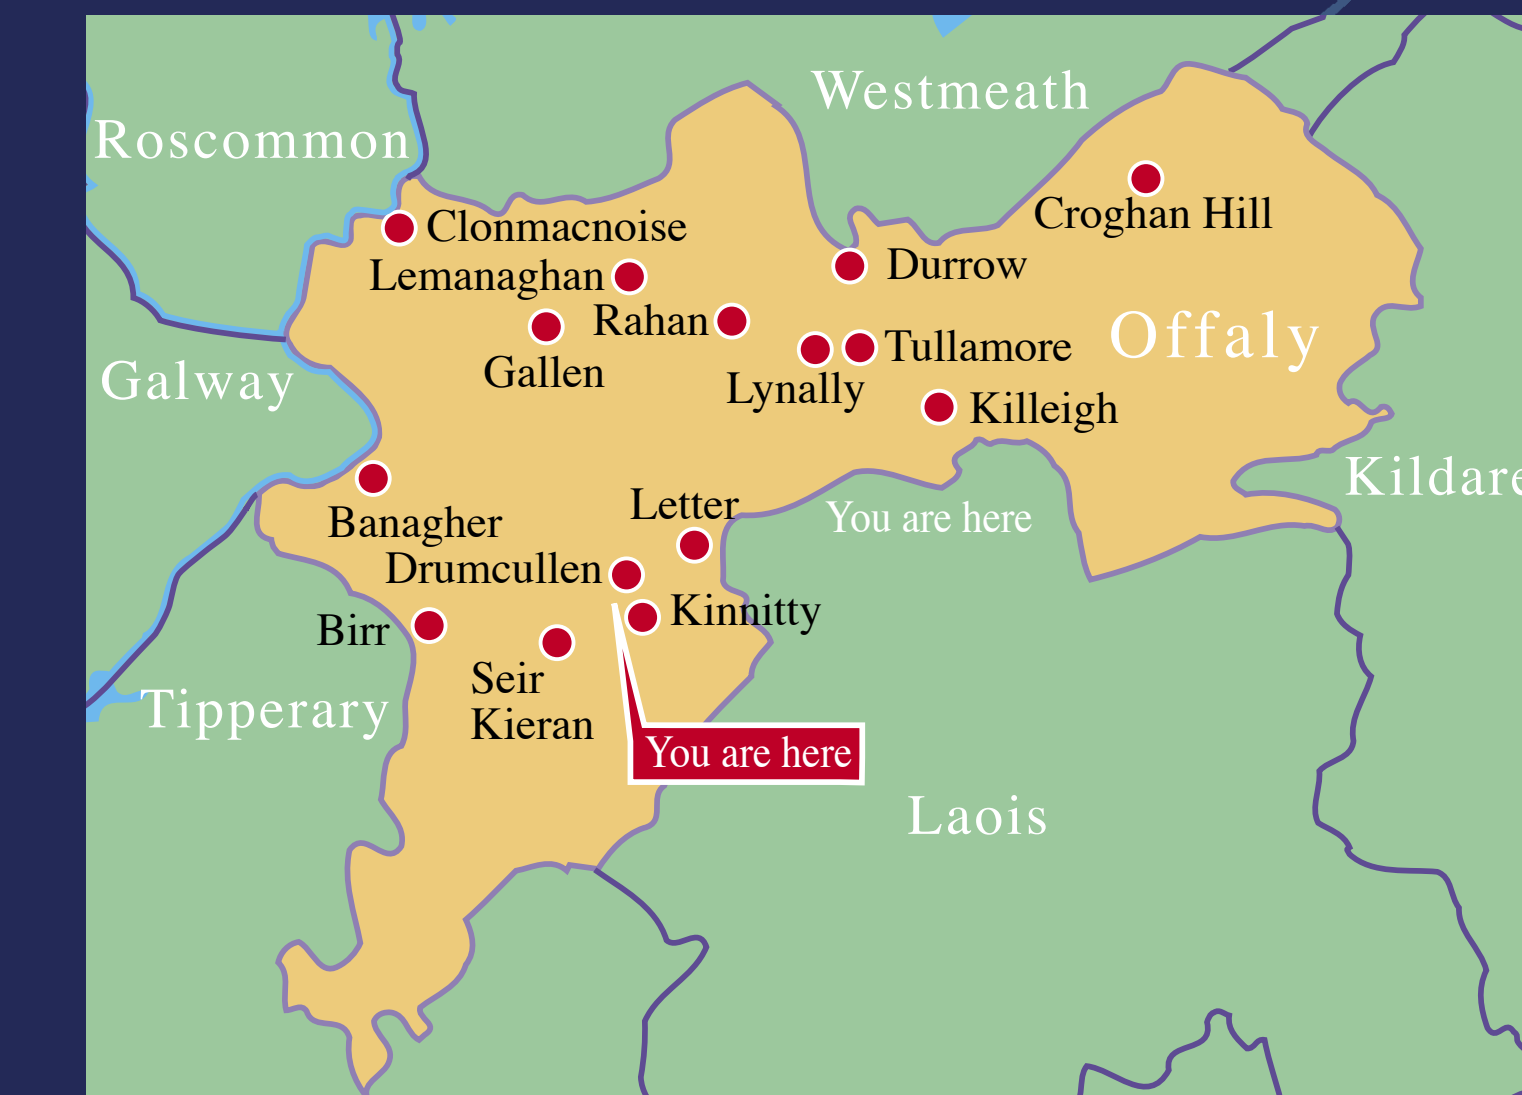 Westmeath
Roscommon
Croghan Hill
Clonmacnoise
Durrow
Lemanaghan
Rahan
Offaly
Tullamore
Gallen
Galway
Lynally
Killeigh
Kildare
Letter
You are here
Banagher
Drumcullen
Kinnitty
Birr
Seir
Kieran
Tipperary
You are here
Laois